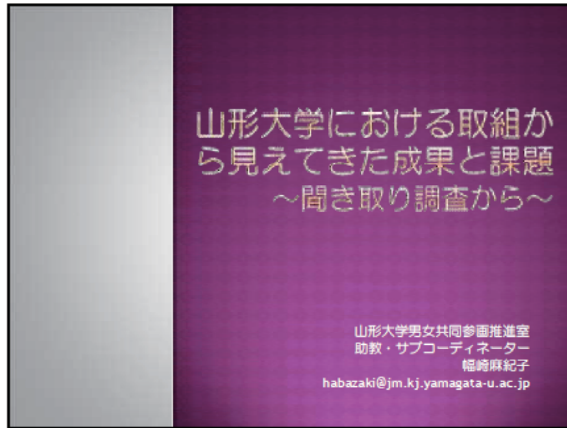 山形大学における取組か
ら見えてきた成果と課題
～聞き取り調査から～
山形大学男女共同参画推進室
助教・サブコーディネーター
幅崎麻紀子
habazaki@jm.kj.yamagata-u.ac.jp